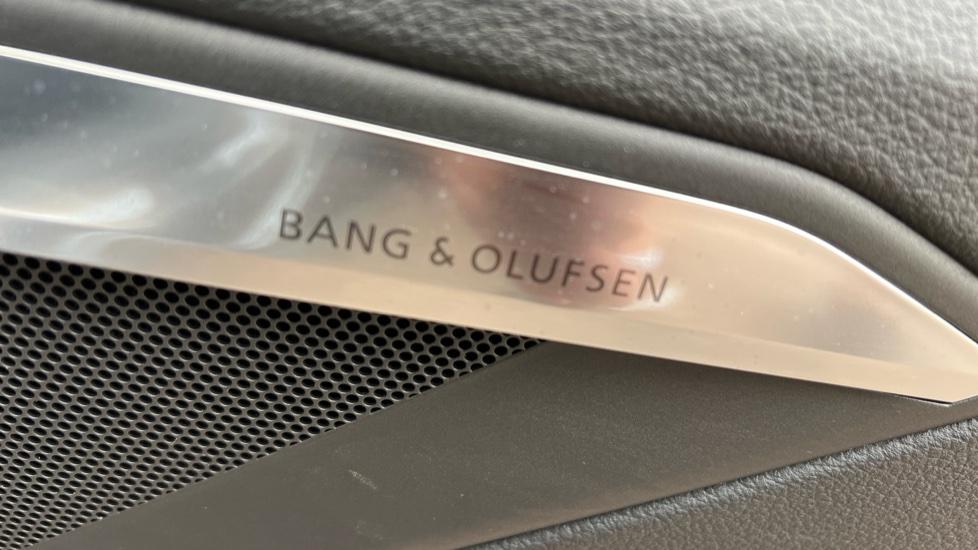 BANG & OLUFSEN